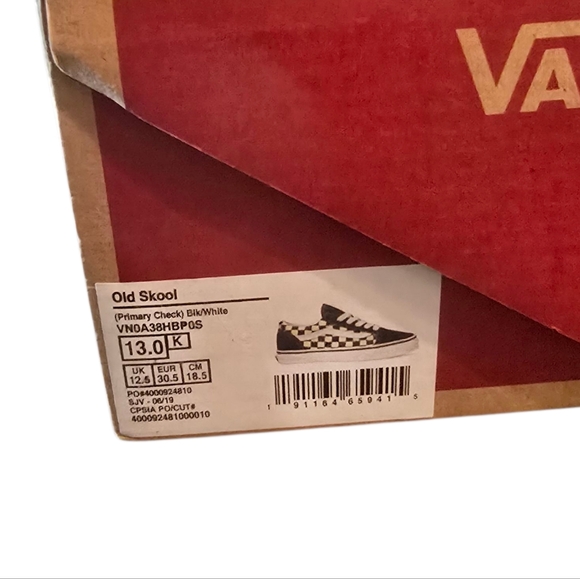 VA
Old Skool
(Primary Check) Blk/White
VN0A38HBP0S
13.0 K
UK EUR CM
12.5 30.5 18.5
PO#4000924810
SJV - 06/19
CPSIA PO/CUT#
400092481000010
1 91164 65941 5